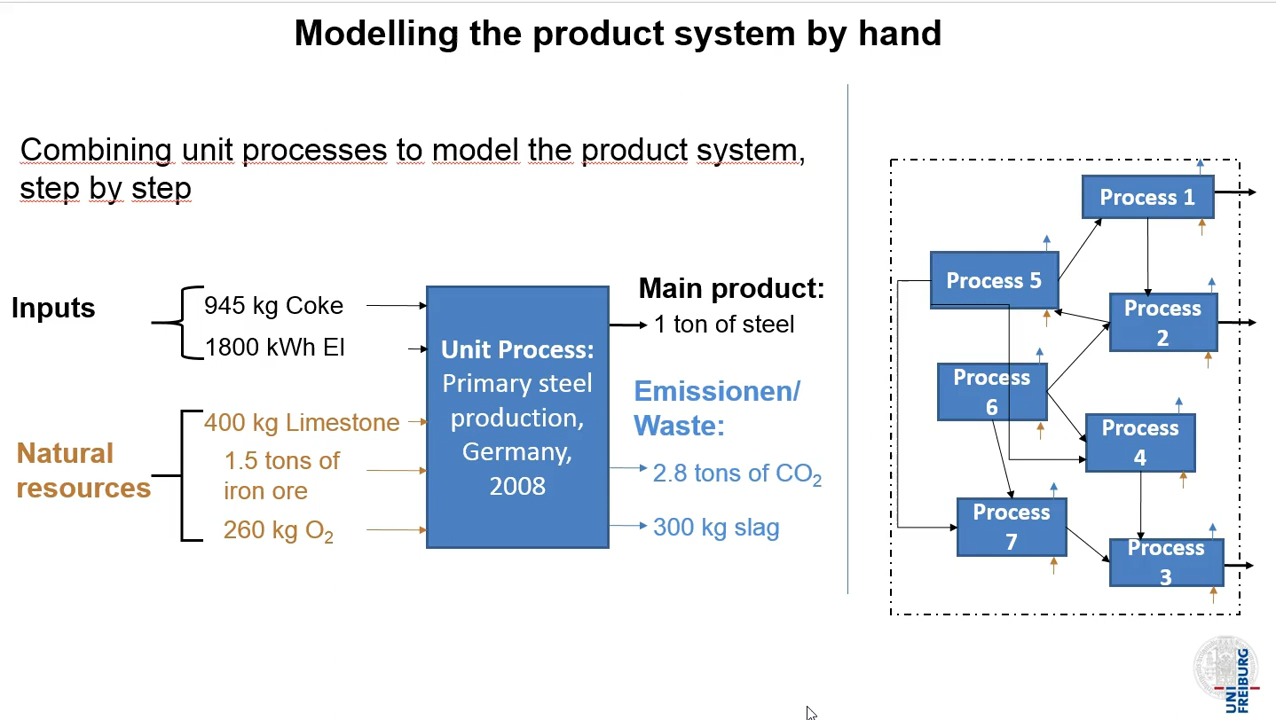 Modelling the product system by hand
Combining unit processes to model the product system,
step by step
Inputs
945 kg Coke
1800 kWh El
Natural
resources
400 kg Limestone
1.5 tons of
iron ore
260 kg O₂
Unit Process:
Primary steel
production,
Germany,
2008
Main product:
1 ton of steel
Emissionen/
Waste:
2.8 tons of CO₂
300 kg slag
Process 1
Process 5
Process
2
Process
6
Process
4
Process
7
Process
3
UNI
FREIBURG